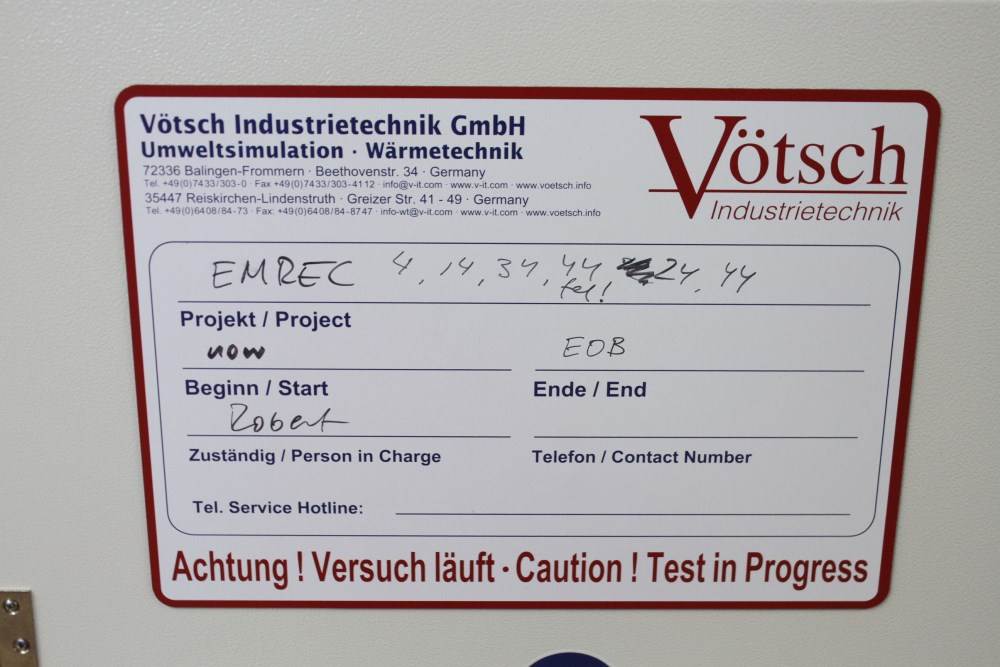 Vötsch Industrietechnik GmbH
Umweltsimulation · Wärmetechnik
72336 Balingen-Frommern · Beethovenstr. 34 · Germany
Tel. +49(0)7433/303-0 · Fax +49(0)7433/303-4112 · info@v-it.com · www.v-it.com · www.voetsch.info
35447 Reiskirchen-Lindenstruth · Greizer Str. 41 - 49 · Germany
Tel. +49(0)6408/84-73 · Fax: +49(0)6408/84-8747 · info-wt@v-it.com · www.v-it.com · www.voetsch.info
Vötsch
Industrietechnik
EMREC 4, 14, 34, 44 24, 44
Projekt / Project
now
EOB
Beginn / Start
Ende / End
Robert
Zuständig / Person in Charge
Telefon / Contact Number
Tel. Service Hotline:
Achtung ! Versuch läuft · Caution ! Test in Progress